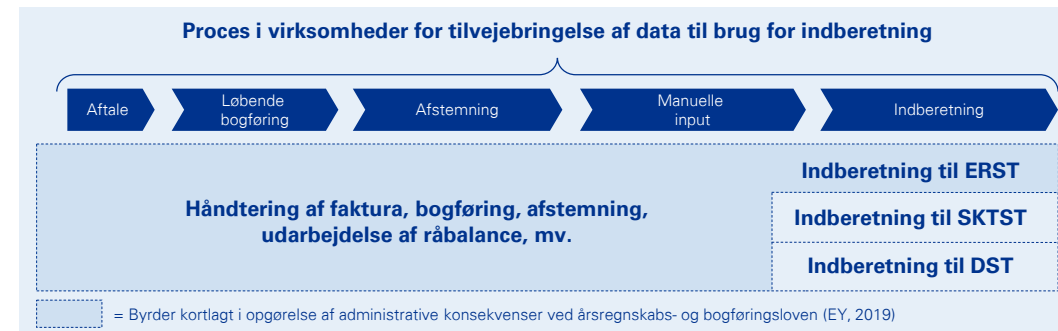 Proces i virksomheder for tilvejebringelse af data til brug for indberetning
Aftale
Løbende
bogføring
Afstemning
Manuelle
input
Indberetning
Håndtering af faktura, bogføring, afstemning,
udarbejdelse af råbalance, mv.
Indberetning til ERST
Indberetning til SKTST
Indberetning til DST
= Byrder kortlagt i opgørelse af administrative konsekvenser ved årsregnskabs- og bogføringsloven (EY, 2019)